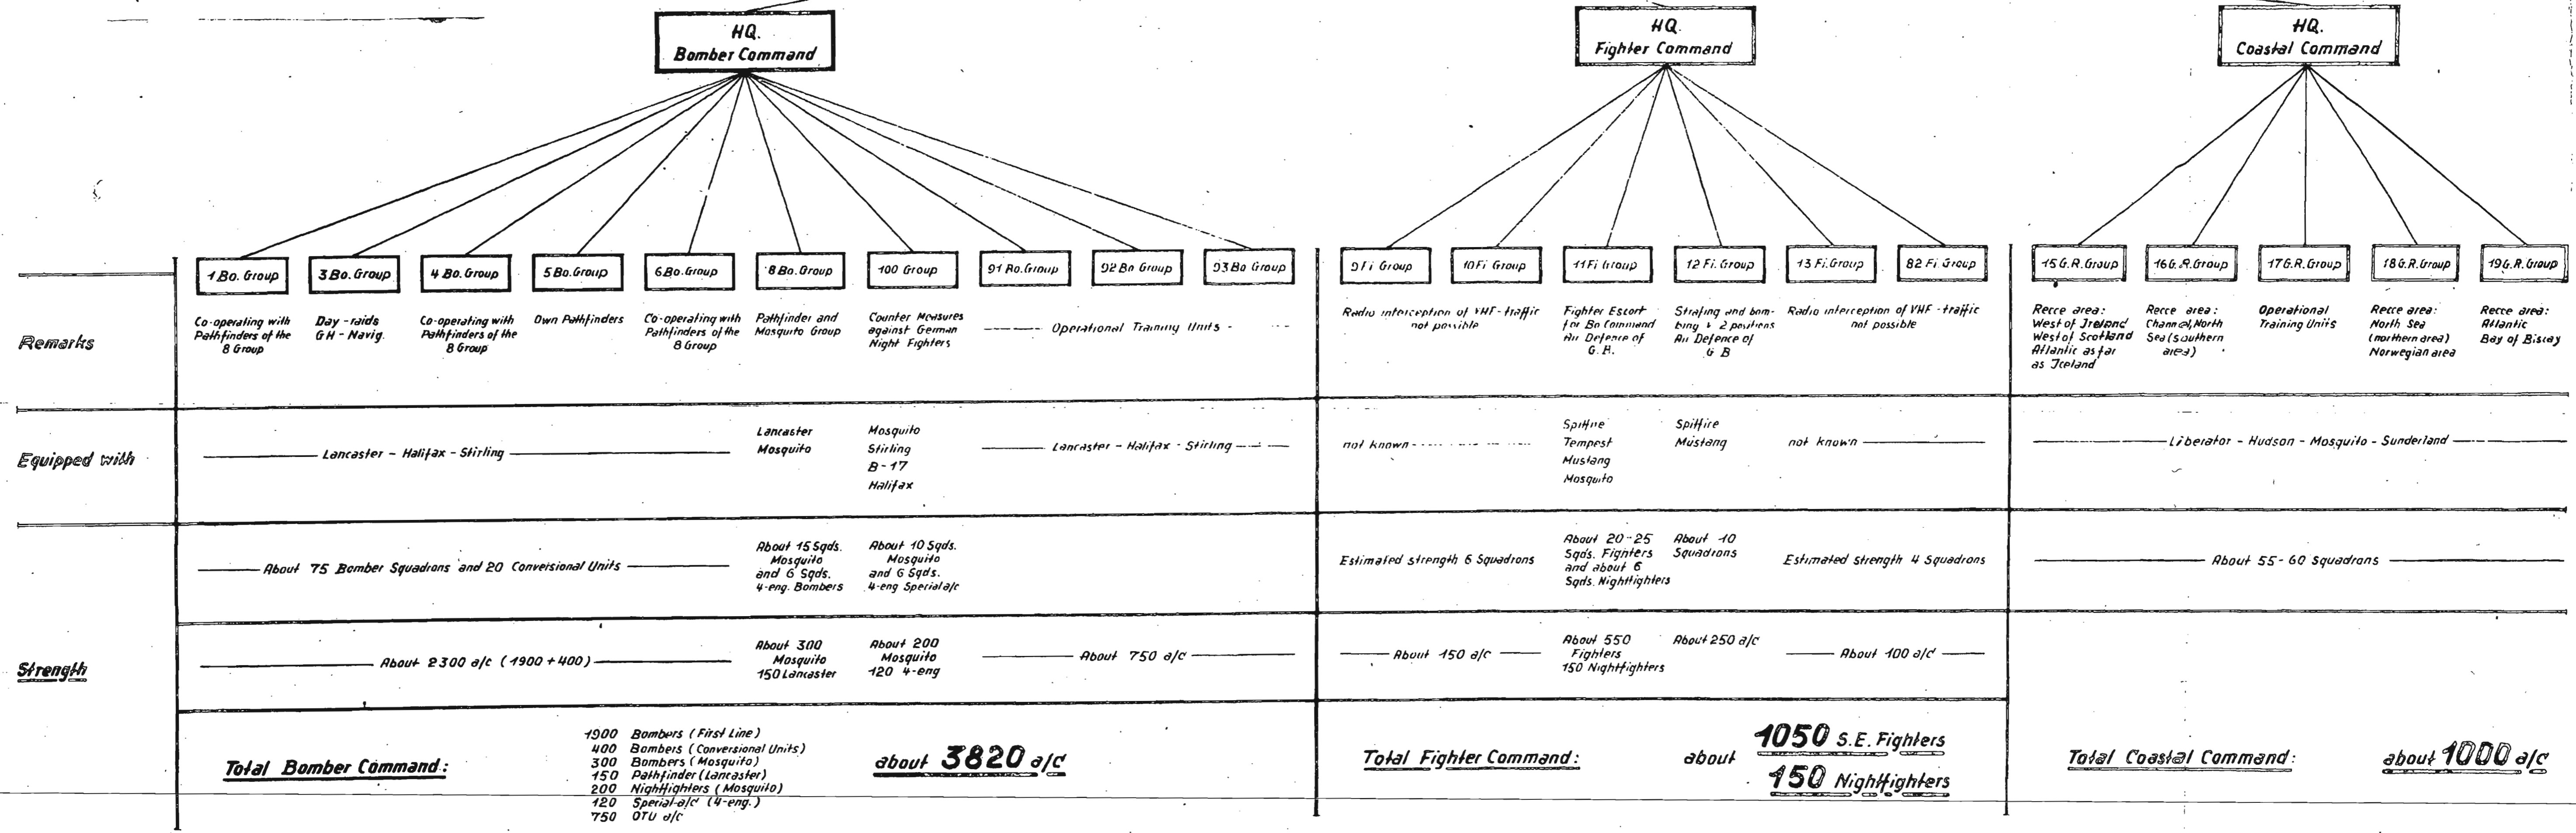 HQ.
Bomber Command
HQ.
Fighter Command
HQ.
Coastal Command
1 Bo. Group
3 Bo. Group
4 Bo. Group
5 Bo. Group
6 Bo. Group
8 Bo. Group
100 Group
91 Bo. Group
92 Bo Group
93 Bo Group
9 Fi Group
10 Fi Group
11 Fi Group
12 Fi. Group
13 Fi. Group
82 Fi Group
15 G.R. Group
16 G.R. Group
17 G.R. Group
18 G.R. Group
19 G.R. Group
Remarks
Co-operating with
Pathfinders of the
8 Group
Day-raids
GH-Navig.
Co-operating with
Pathfinders of the
8 Group
Own Pathfinders
Co-operating with
Pathfinders of the
8 Group
Pathfinder and
Mosquito Group
Counter Measures
against German
Night Fighters
Operational Training Units
Radio interception of VHF-traffic
not possible
Fighter Escort
for Bo Command
Air Defence of
G.B.
Strafing and bom-
bing 2 positions
Air Defence of
G B
Radio interception of VHF-traffic
not possible
Recce area:
West of Ireland
West of Scotland
Atlantic as far
as Iceland
Recce area:
Channel, North
Sea (southern
area)
Operational
Training Units
Recce area:
North Sea
(northern area)
Norwegian area
Recce area:
Atlantic
Bay of Biscay
Equipped with
Lancaster - Halifax - Stirling
Lancaster
Mosquito
Mosquito
Stirling
B-17
Halifax
Lancaster - Halifax - Stirling
not known
Spitfire
Tempest
Mustang
Mosquito
Spitfire
Mustang
not known
Liberator - Hudson - Mosquito - Sunderland
About 75 Bomber Squadrons and 20 Conversional Units
About 15 Sqds.
Mosquito
and 6 Sqds.
4-eng. Bombers
About 10 Sqds.
Mosquito
and 6 Sqds.
4-eng Special a/c
Estimated strength 6 Squadrons
About 20-25
Sqds. Fighters
and about 6
Sqds. Nightfighters
About 10
Squadrons
Estimated strength 4 Squadrons
About 55-60 Squadrons
Strength
About 2300 a/c (1900+400)
About 300
Mosquito
150 Lancaster
About 200
Mosquito
120 4-eng
About 750 a/c
About 150 a/c
About 550
Fighters
150 Nightfighters
About 250 a/c
About 100 a/c
Total Bomber Command:
1900 Bombers (First Line)
400 Bombers (Conversional Units)
300 Bombers (Mosquito)
150 Pathfinder (Lancaster)
200 Nightfighters (Mosquito)
120 Special-a/c (4-eng.)
750 OTU a/c
about 3820 a/c
Total Fighter Command:
about
1050 S.E. Fighters
150 Nightfighters
Total Coastal Command:
about 1000 a/c